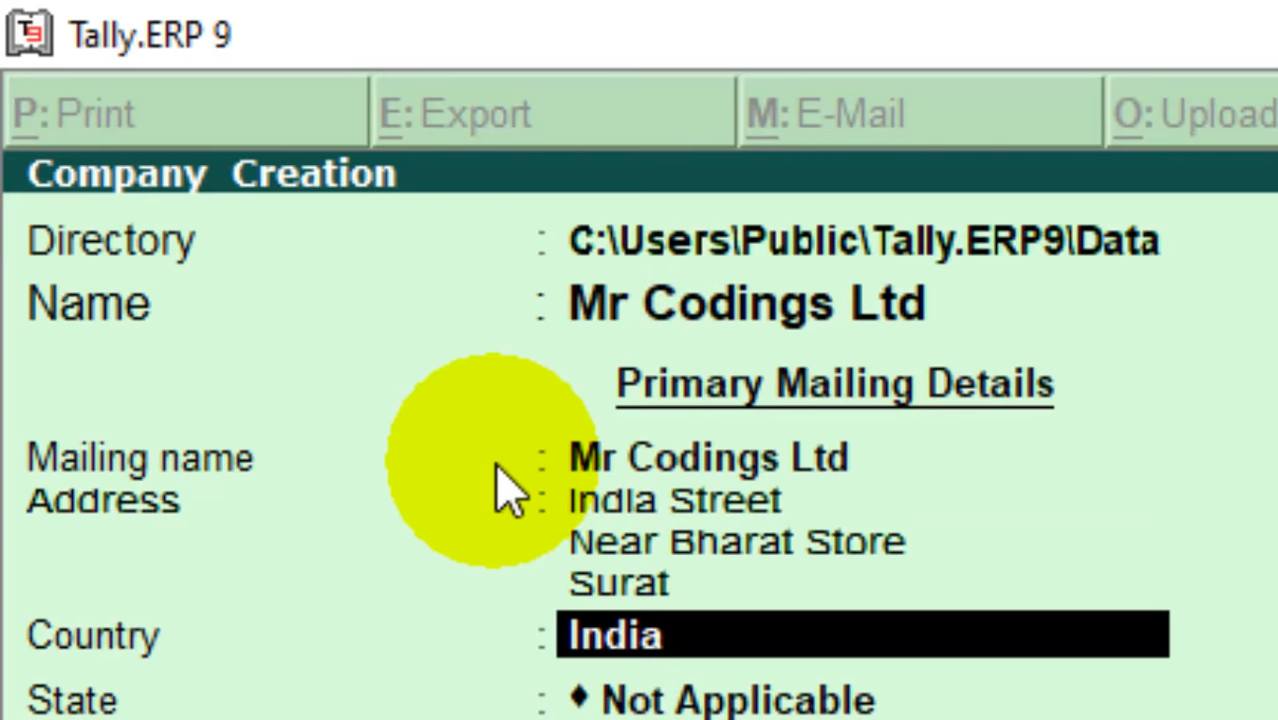 Tally.ERP 9
P: Print E: Export M: E-Mail O: Upload
Company Creation
Directory : C:\Users\Public\Tally.ERP9\Data
Name : Mr Codings Ltd
Primary Mailing Details
Mailing name : Mr Codings Ltd
Address : India Street
Near Bharat Store
Surat
Country : India
State : ♦ Not Applicable